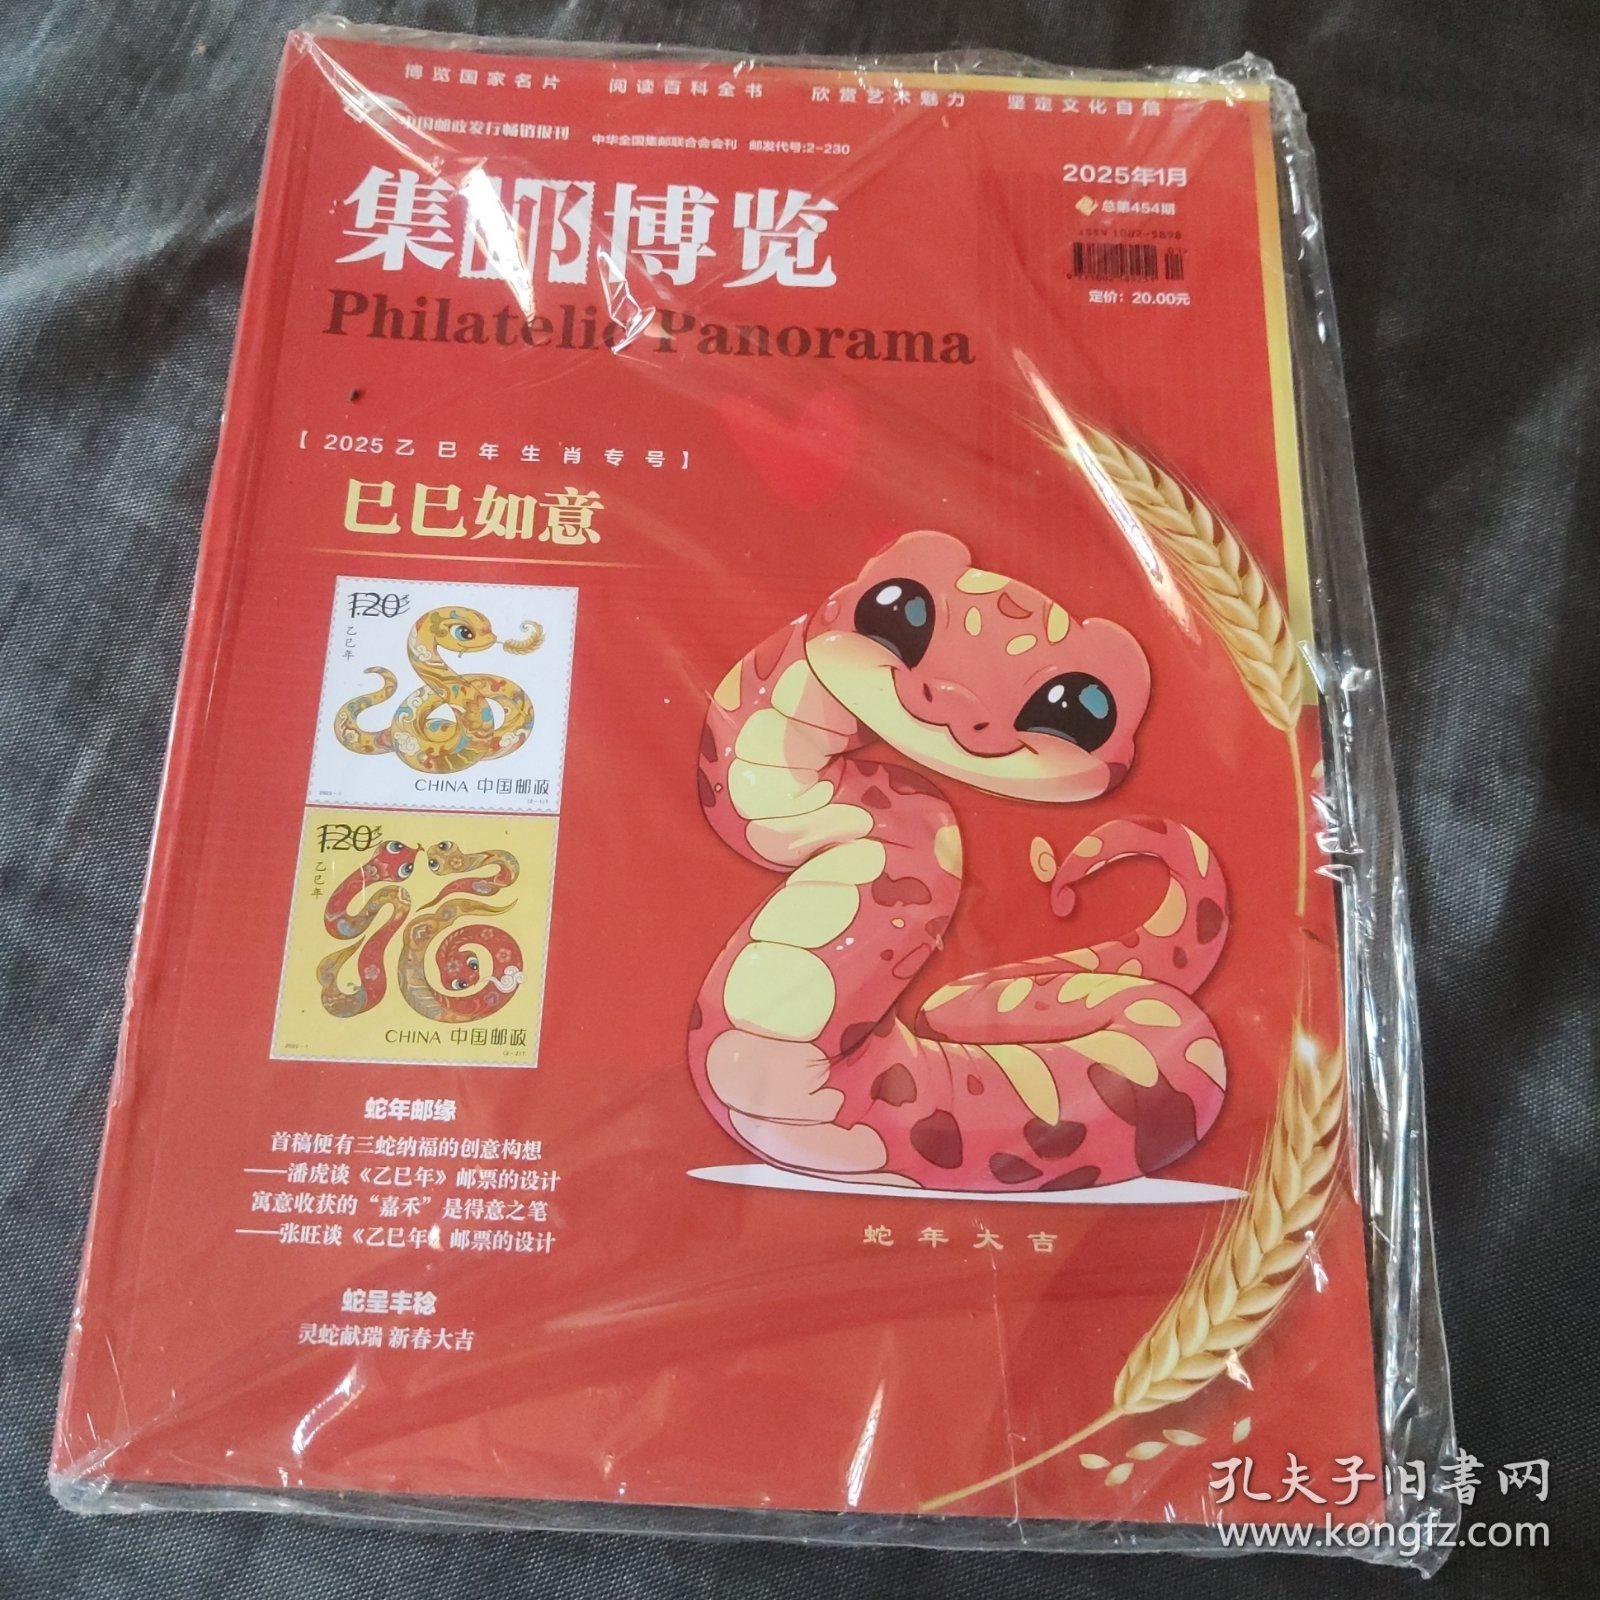 博览国家名片 阅读百科全书 欣赏艺术魅力 坚定文化自信
中国邮政发行畅销报刊 中华全国集邮联合会会刊 邮发代号:2-230
集邮博览
Philatelic Panorama
2025年1月
总第454期
ISSN 1002-5898
定价：20.00元
【2025乙巳年生肖专号】
巳巳如意
1.20
乙巳年
CHINA 中国邮政
1.20
乙巳年
CHINA 中国邮政
蛇年邮缘
首稿便有三蛇纳福的创意构想
——潘虎谈《乙巳年》邮票的设计
寓意收获的“嘉禾”是得意之笔
——张旺谈《乙巳年》邮票的设计
蛇呈丰稔
灵蛇献瑞 新春大吉
蛇年大吉
孔夫子旧書网
www.kongfz.com